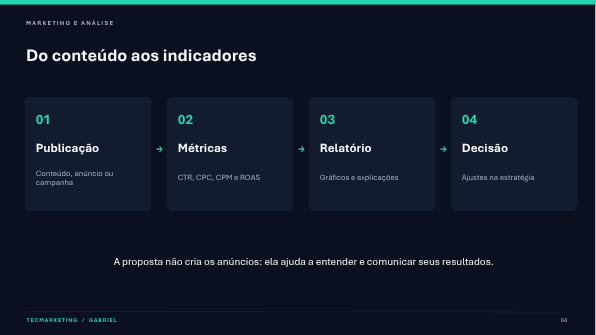 MARKETING E ANÁLISE
Do conteúdo aos indicadores
01
Publicação
Conteúdo, anúncio ou
campanha
→
02
Métricas
CTR, CPC, CPM e ROAS
→
03
Relatório
Gráficos e explicações
→
04
Decisão
Ajustes na estratégia
A proposta não cria os anúncios: ela ajuda a entender e comunicar seus resultados.
TECMARKETING / GABRIEL
04